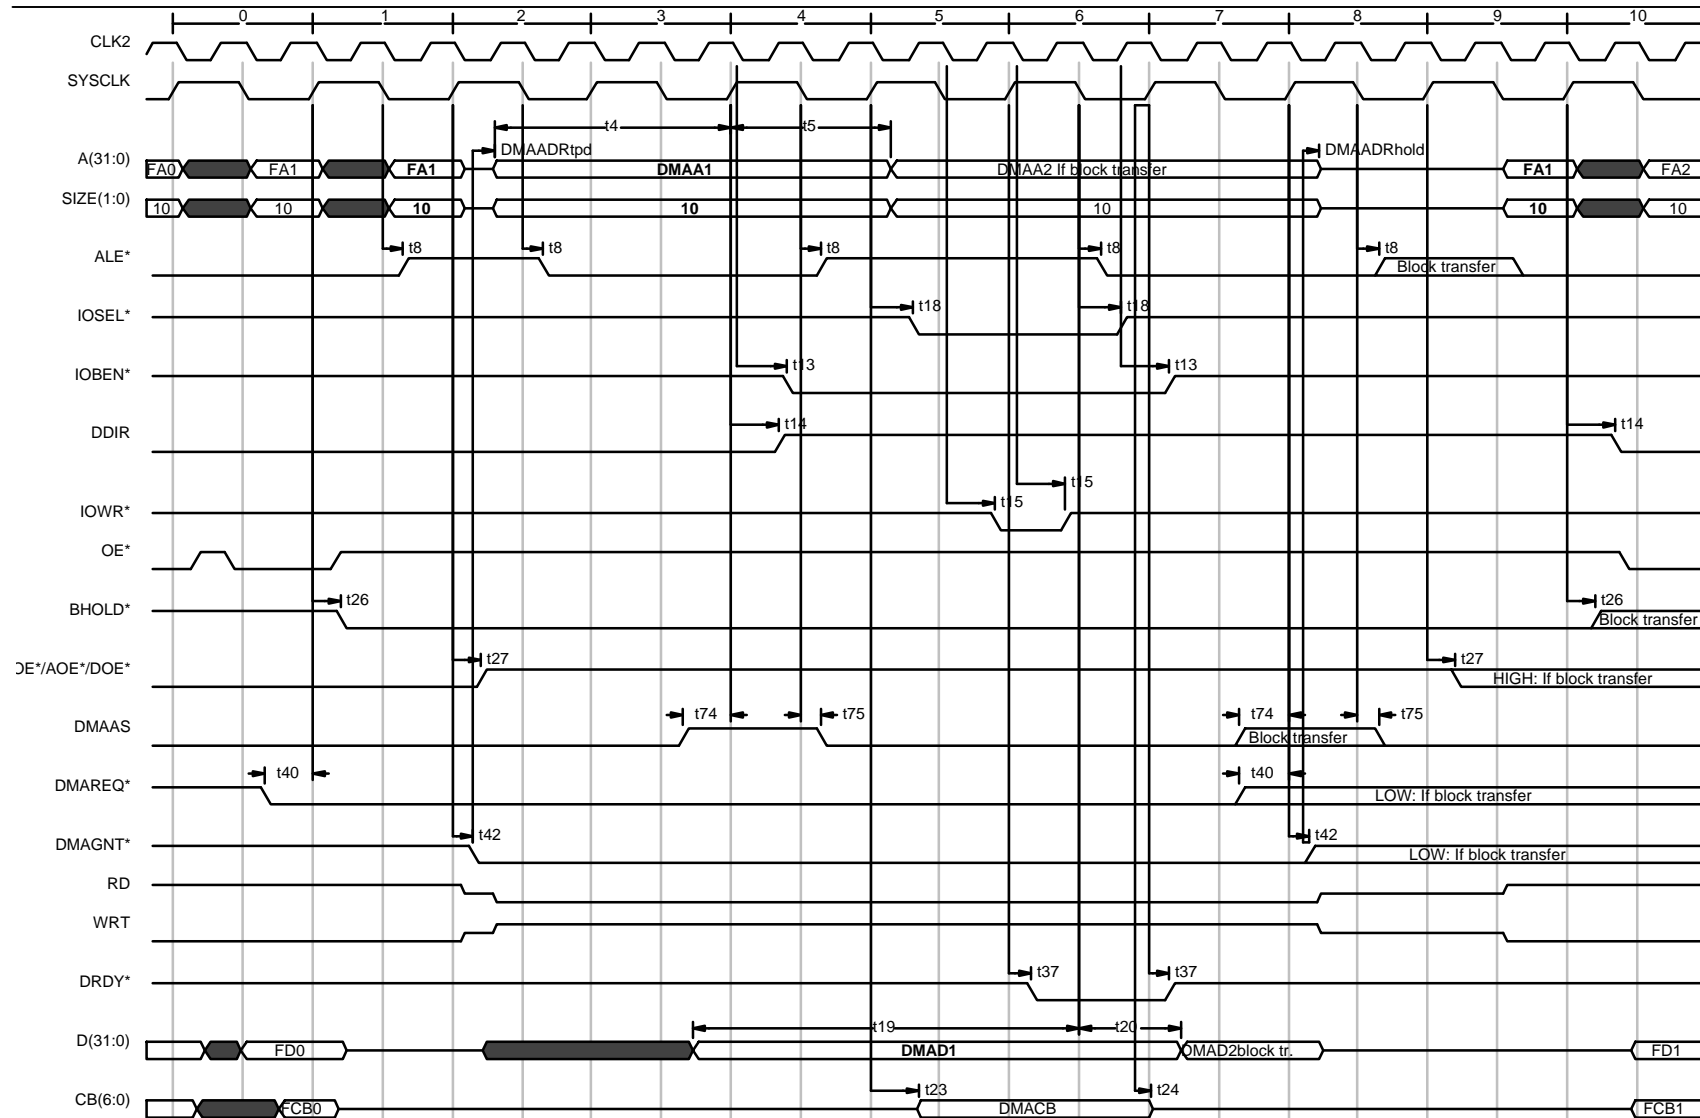 0 1 2 3 4 5 6 7 8 9 10
CLK2
SYSCLK
t4 t5
DMAADRtpd DMAADRhold
A(31:0) FA0 FA1 FA1 DMAA1 DMAA2 If block transfer FA1 FA2
SIZE(1:0) 10 10 10 10 10 10 10
t8 t8 t8 t8 t8
ALE* Block transfer
t18 t18
IOSEL*
t13 t13
IOBEN*
t14 t14
DDIR
t15
t15
IOWR*
OE*
t26 t26
BHOLD* Block transfer
t27 t27
OE*/AOE*/DOE* HIGH: If block transfer
t74 t75 t74 t75
DMAAS Block transfer
t40 t40
DMAREQ* LOW: If block transfer
t42 t42
DMAGNT* LOW: If block transfer
RD
WRT
t37 t37
DRDY*
t19 t20
D(31:0) FD0 DMAD1 DMAD2block tr. FD1
t23 t24
CB(6:0) FCB0 DMACB FCB1